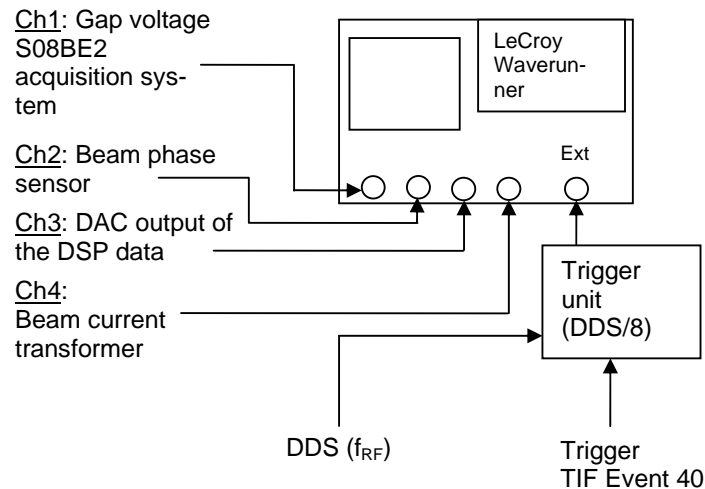 Ch1: Gap voltage
S08BE2
acquisition sys-
tem
Ch2: Beam phase
sensor
Ch3: DAC output of
the DSP data
Ch4:
Beam current
transformer
LeCroy
Waverun-
ner
Ext
Trigger
unit
(DDS/8)
DDS (fRF)
Trigger
TIF Event 40